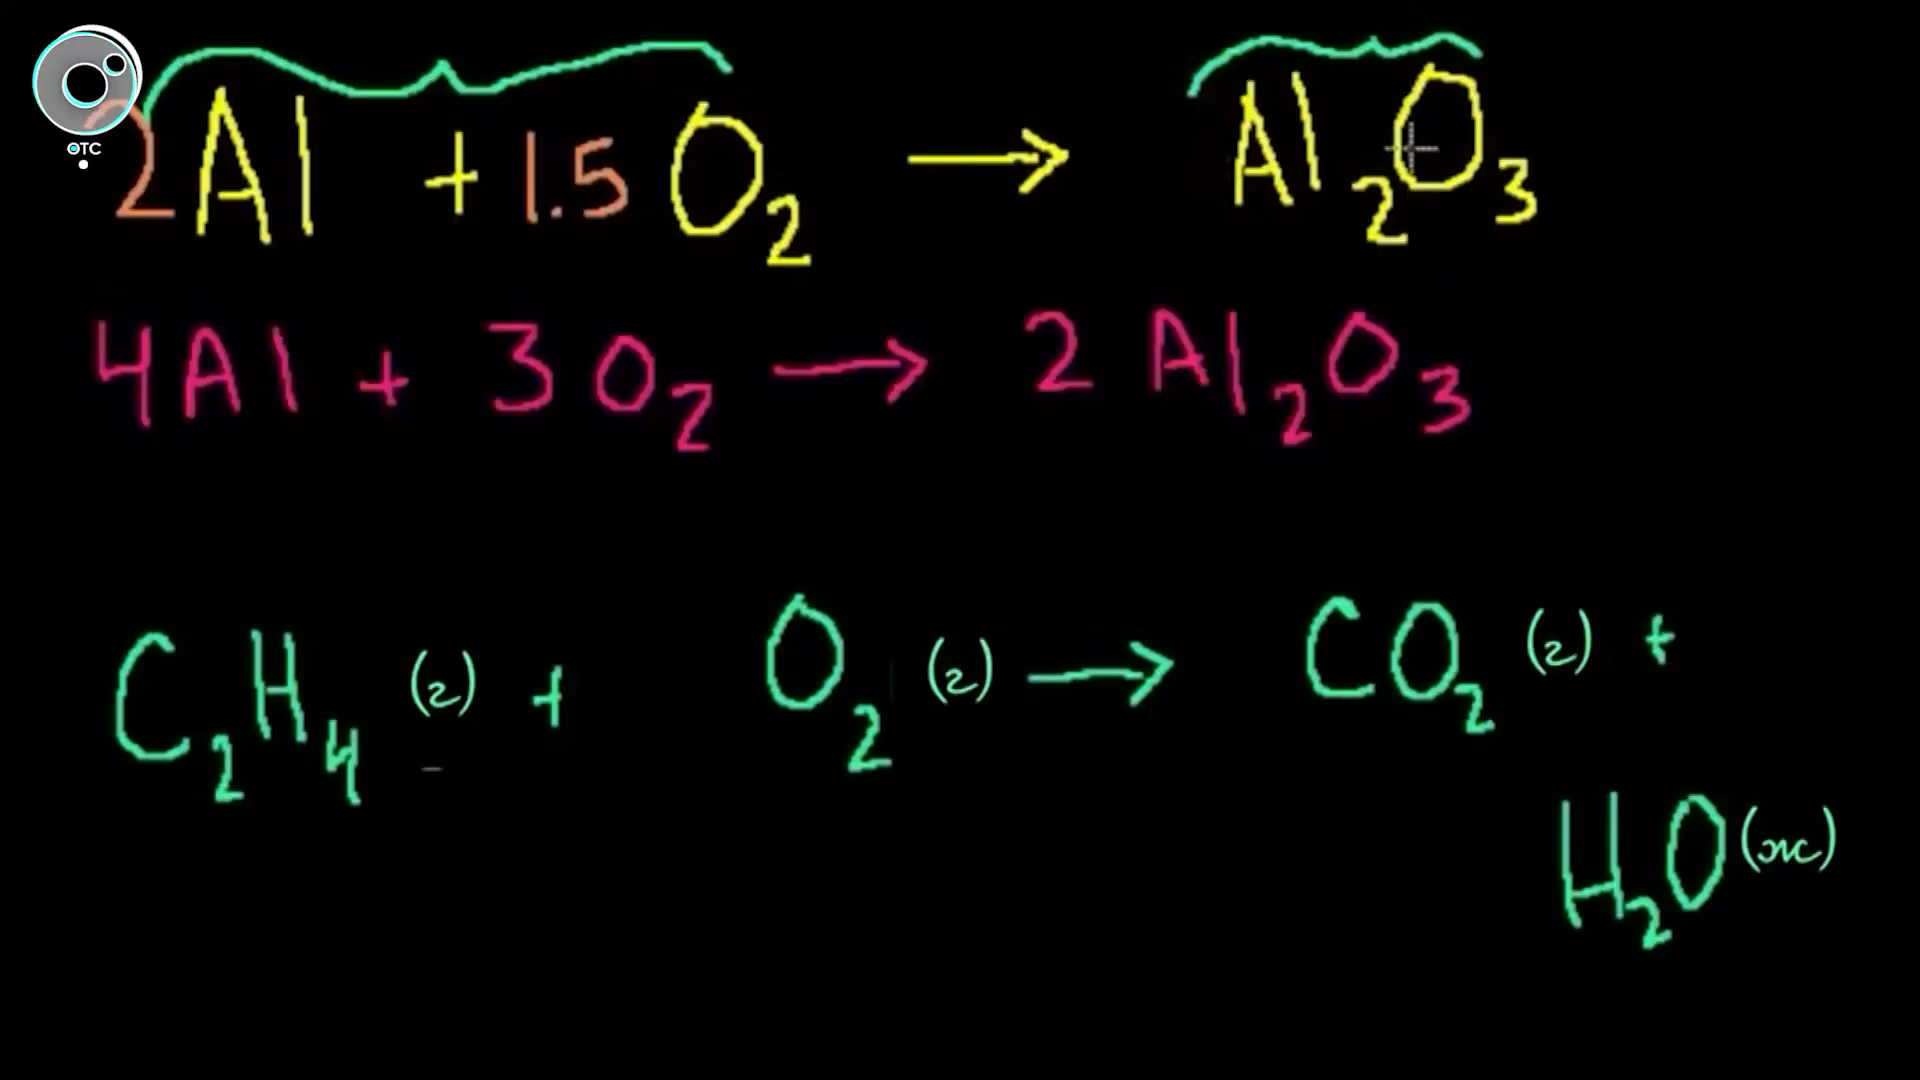 ОТС
2Al + 1.5 O₂ → Al₂O₃
4Al + 3O₂ → 2Al₂O₃
C₂H₄ (г) + O₂ (г) → CO₂ (г) +
H₂O (ж)